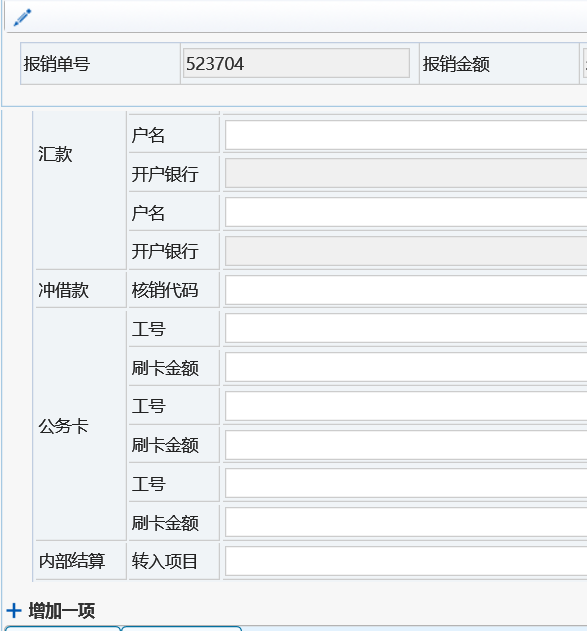 报销单号 523704 报销金额
户名
汇款
开户银行
户名
开户银行
冲借款 核销代码
工号
刷卡金额
工号
公务卡
刷卡金额
工号
刷卡金额
内部结算 转入项目
增加一项